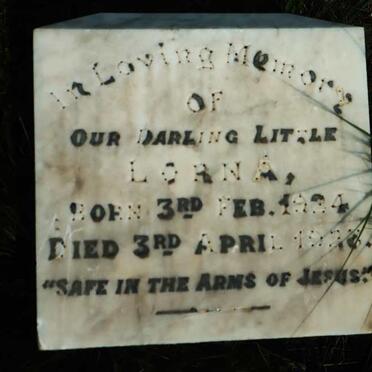 In Loving Memory
OF
OUR DARLING LITTLE
LORNA,
BORN 3RD FEB. 1934
DIED 3RD APRIL
"SAFE IN THE ARMS OF JESUS."